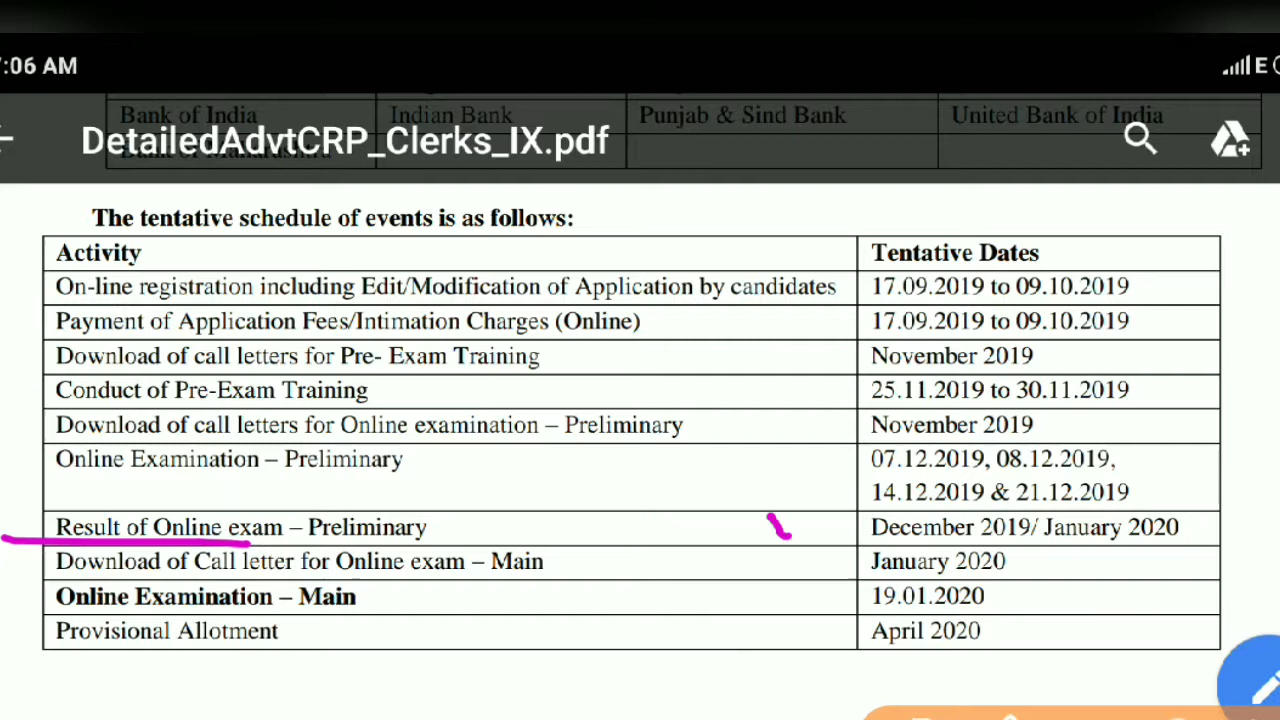 :06 AM
E
Bank of India Indian Bank Punjab & Sind Bank United Bank of India
DetailedAdvtCRP_Clerks_IX.pdf
Bank of Maharashtra
The tentative schedule of events is as follows:
Activity Tentative Dates
On-line registration including Edit/Modification of Application by candidates 17.09.2019 to 09.10.2019
Payment of Application Fees/Intimation Charges (Online) 17.09.2019 to 09.10.2019
Download of call letters for Pre- Exam Training November 2019
Conduct of Pre-Exam Training 25.11.2019 to 30.11.2019
Download of call letters for Online examination – Preliminary November 2019
Online Examination – Preliminary 07.12.2019, 08.12.2019,
14.12.2019 & 21.12.2019
Result of Online exam – Preliminary December 2019/ January 2020
Download of Call letter for Online exam – Main January 2020
Online Examination – Main 19.01.2020
Provisional Allotment April 2020